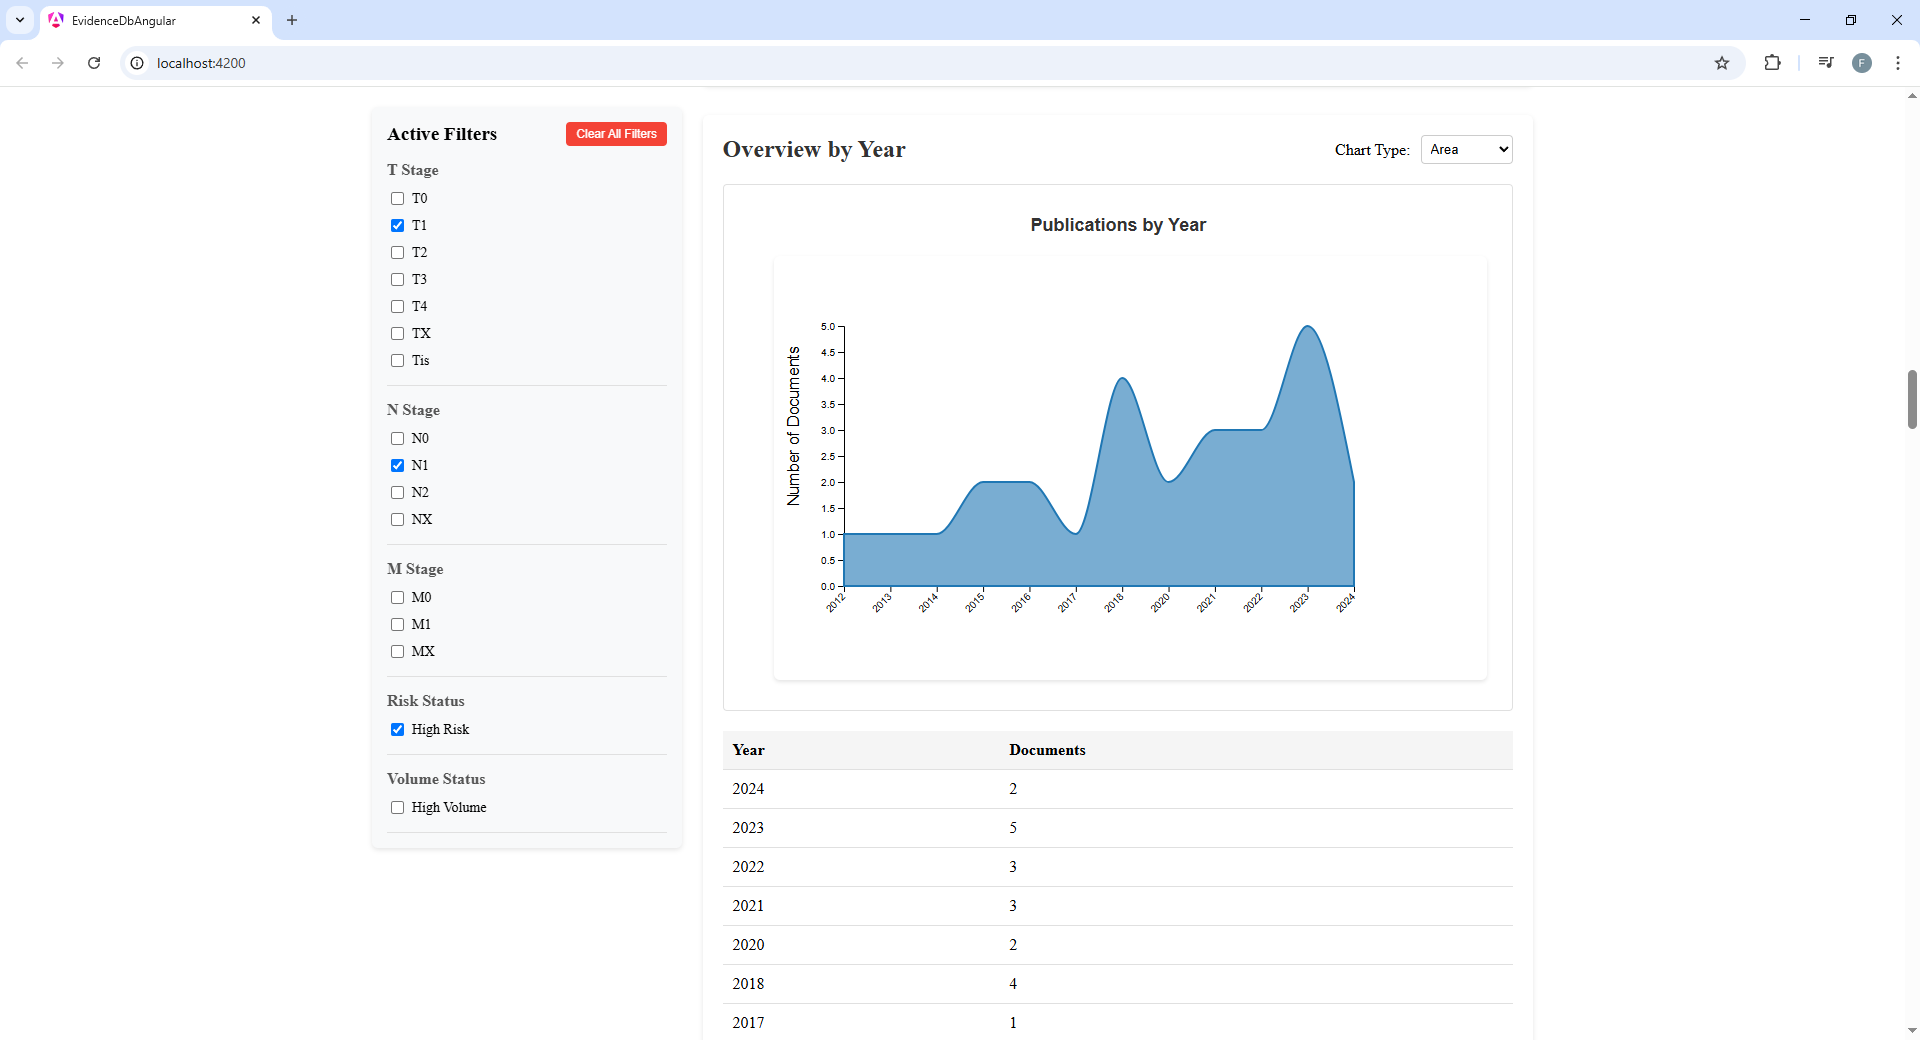 EvidenceDbAngular
localhost:4200
F
Active Filters
Clear All Filters
T Stage
T0
T1
T2
T3
T4
TX
Tis
N Stage
N0
N1
N2
NX
M Stage
M0
M1
MX
Risk Status
High Risk
Volume Status
High Volume
Overview by Year
Chart Type: Area
Publications by Year
Number of Documents
5.0
4.5
4.0
3.5
3.0
2.5
2.0
1.5
1.0
0.5
0.0
2012 2013 2014 2015 2016 2017 2018 2020 2021 2022 2023 2024
Year Documents
2024 2
2023 5
2022 3
2021 3
2020 2
2018 4
2017 1